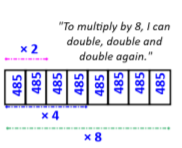 "To multiply by 8, I can
double, double and
double again."
× 2
485 485 485 485 485 485 485 485
× 4
× 8